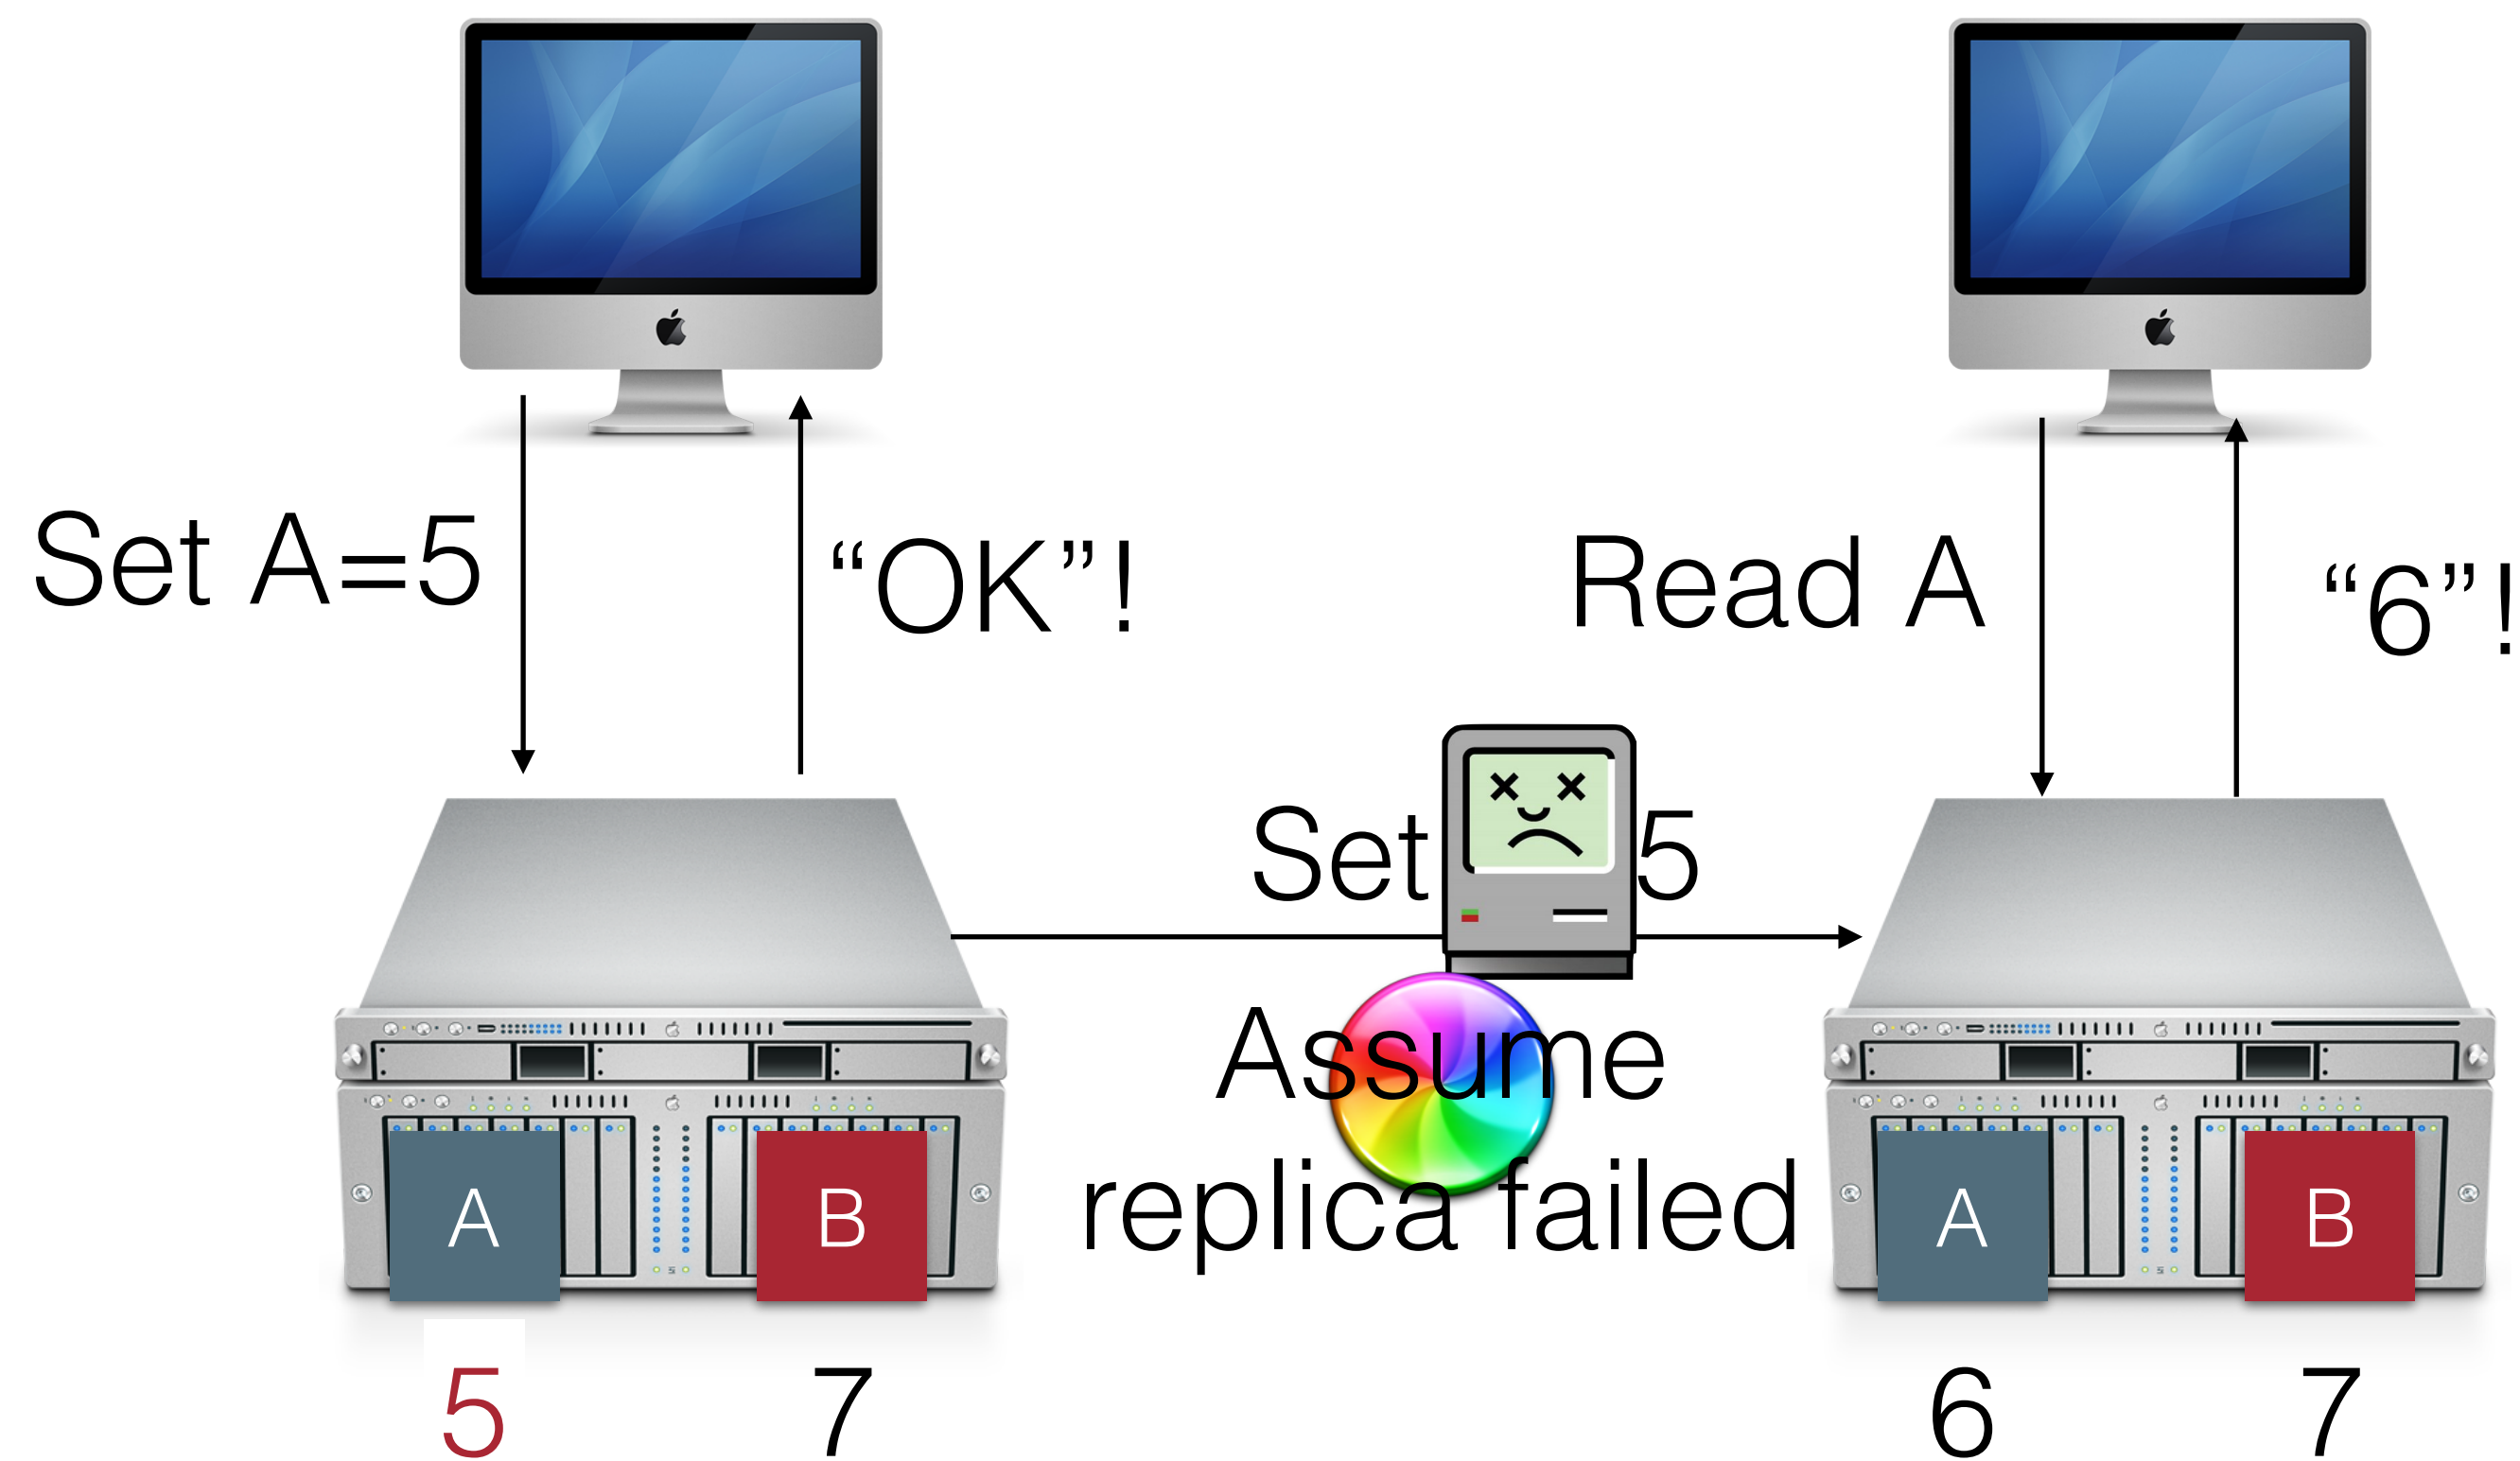 Set A=5
“OK”!
Read A
“6”!
Set 5
Assume
replica failed
A
B
A
B
5
7
6
7